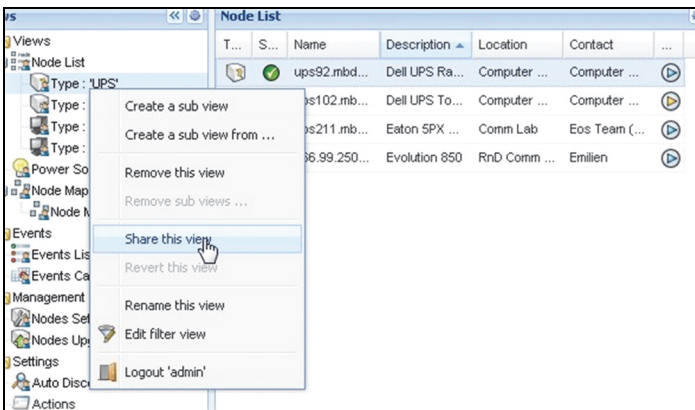 Node List
Views
Node List
Type : 'UPS'
Type :
Type :
Type :
Power So
Node Map
Node M
Events
Events Lis
Events Ca
Management
Nodes Set
Nodes Upg
Settings
Auto Disco
Actions
Create a sub view
Create a sub view from ...
Remove this view
Remove sub views ...
Share this view
Revert this view
Rename this view
Edit filter view
Logout 'admin'
T... S... Name Description Location Contact ...
ups92.mbd... Dell UPS Ra... Computer ... Computer ...
s102.mb... Dell UPS To... Computer ... Computer ...
s211.mb... Eaton 5PX ... Comm Lab Eos Team (...
66.99.250... Evolution 850 RnD Comm ... Emilien